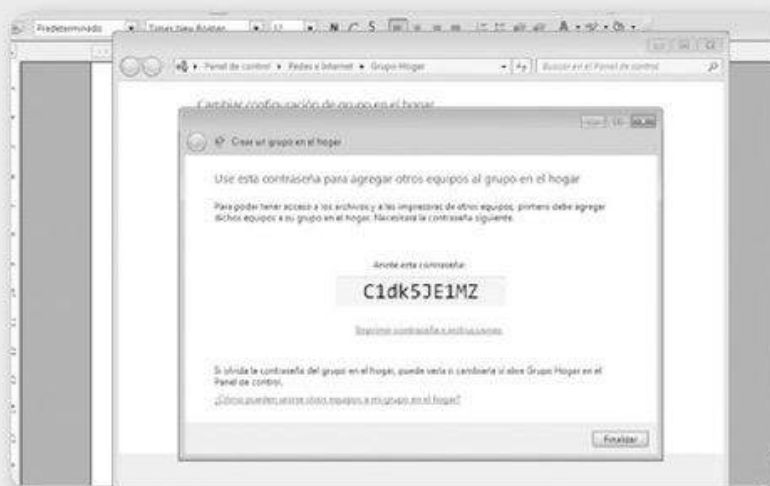 Predeterminado Times New Roman 12 N C S A
Panel de control Redes e Internet Grupo Hogar Buscar en el Panel de control
Cambiar configuración de grupo en el hogar
Crear un grupo en el hogar
Use esta contraseña para agregar otros equipos al grupo en el hogar
Para poder tener acceso a los archivos y a las impresoras de otros equipos, primero debe agregar
dichos equipos a su grupo en el hogar. Necesitará la contraseña siguiente.
Anote esta contraseña:
C1dk5JE1MZ
Imprimir contraseña e instrucciones
Si olvida la contraseña del grupo en el hogar, puede verla o cambiarla si abre Grupo Hogar en el
Panel de control.
¿Cómo pueden unirse otros equipos a mi grupo en el hogar?
Finalizar